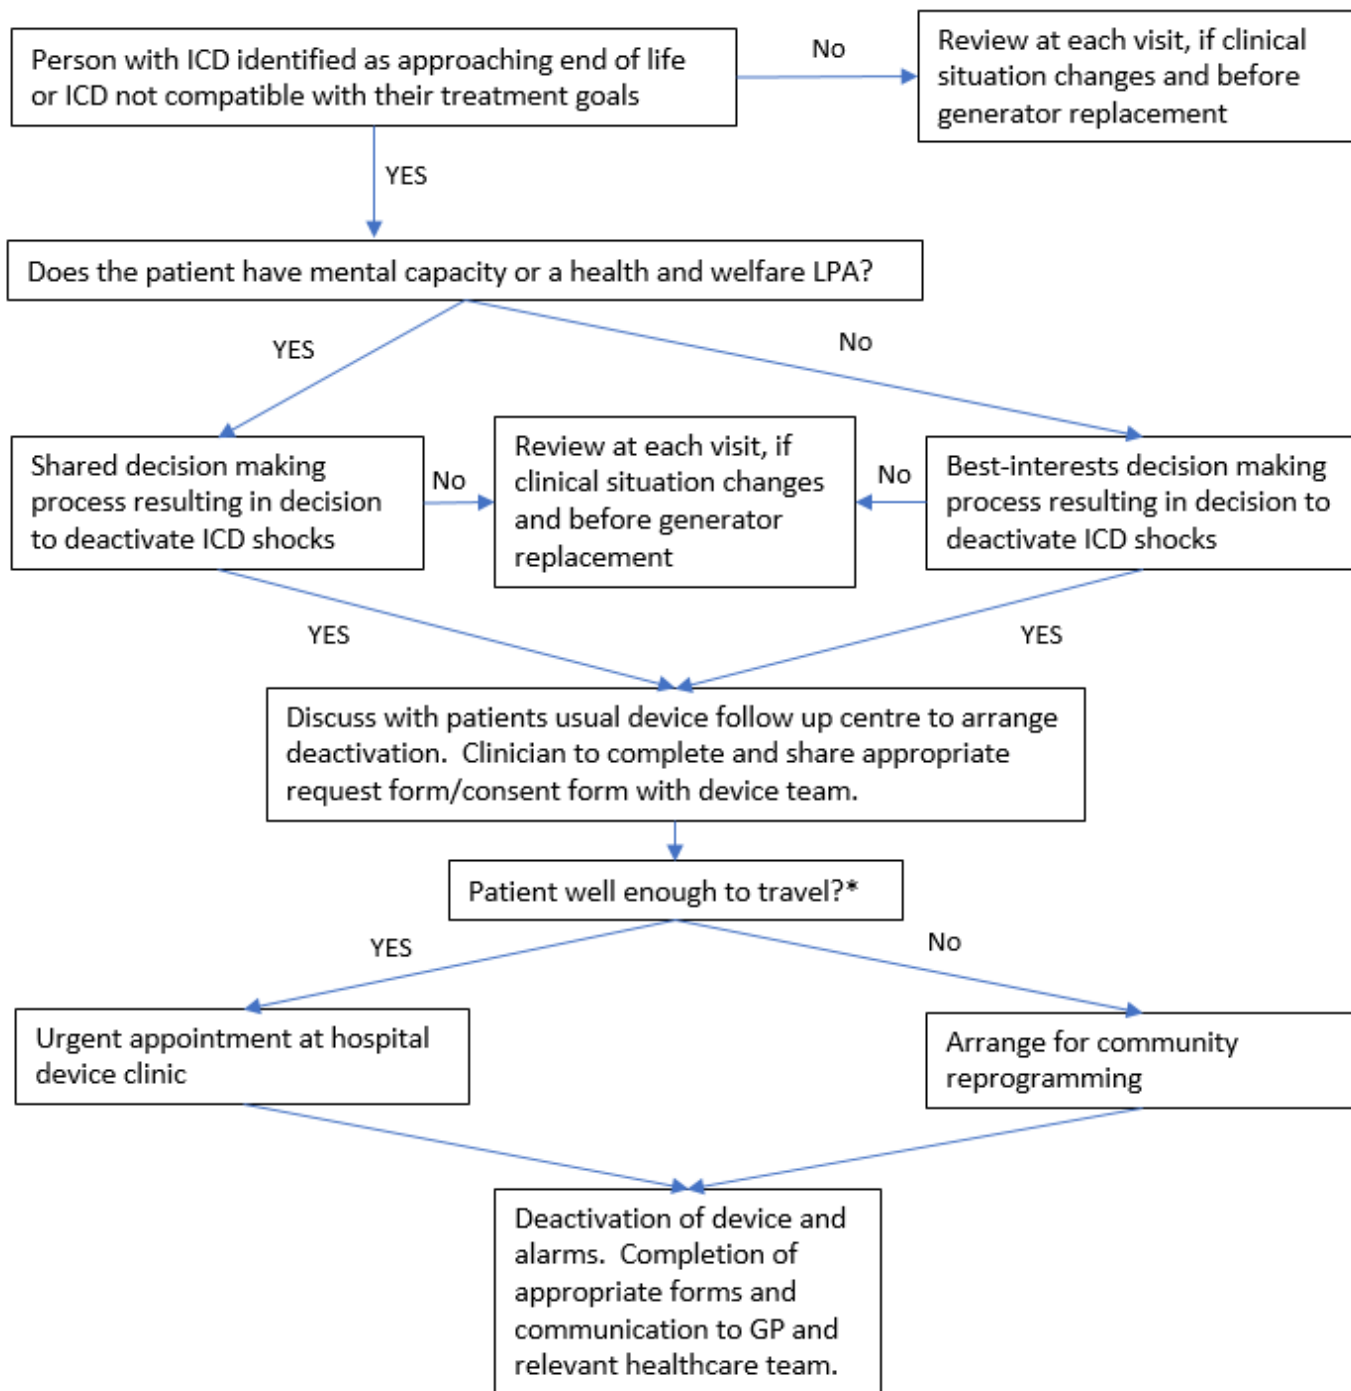 Person with ICD identified as approaching end of life
or ICD not compatible with their treatment goals
No
Review at each visit, if clinical
situation changes and before
generator replacement
YES
Does the patient have mental capacity or a health and welfare LPA?
YES
No
Shared decision making
process resulting in decision
to deactivate ICD shocks
No
Review at each visit, if
clinical situation changes
and before generator
replacement
No
Best-interests decision making
process resulting in decision to
deactivate ICD shocks
YES
YES
Discuss with patients usual device follow up centre to arrange
deactivation.  Clinician to complete and share appropriate
request form/consent form with device team.
Patient well enough to travel?*
YES
No
Urgent appointment at hospital
device clinic
Arrange for community
reprogramming
Deactivation of device and
alarms.  Completion of
appropriate forms and
communication to GP and
relevant healthcare team.